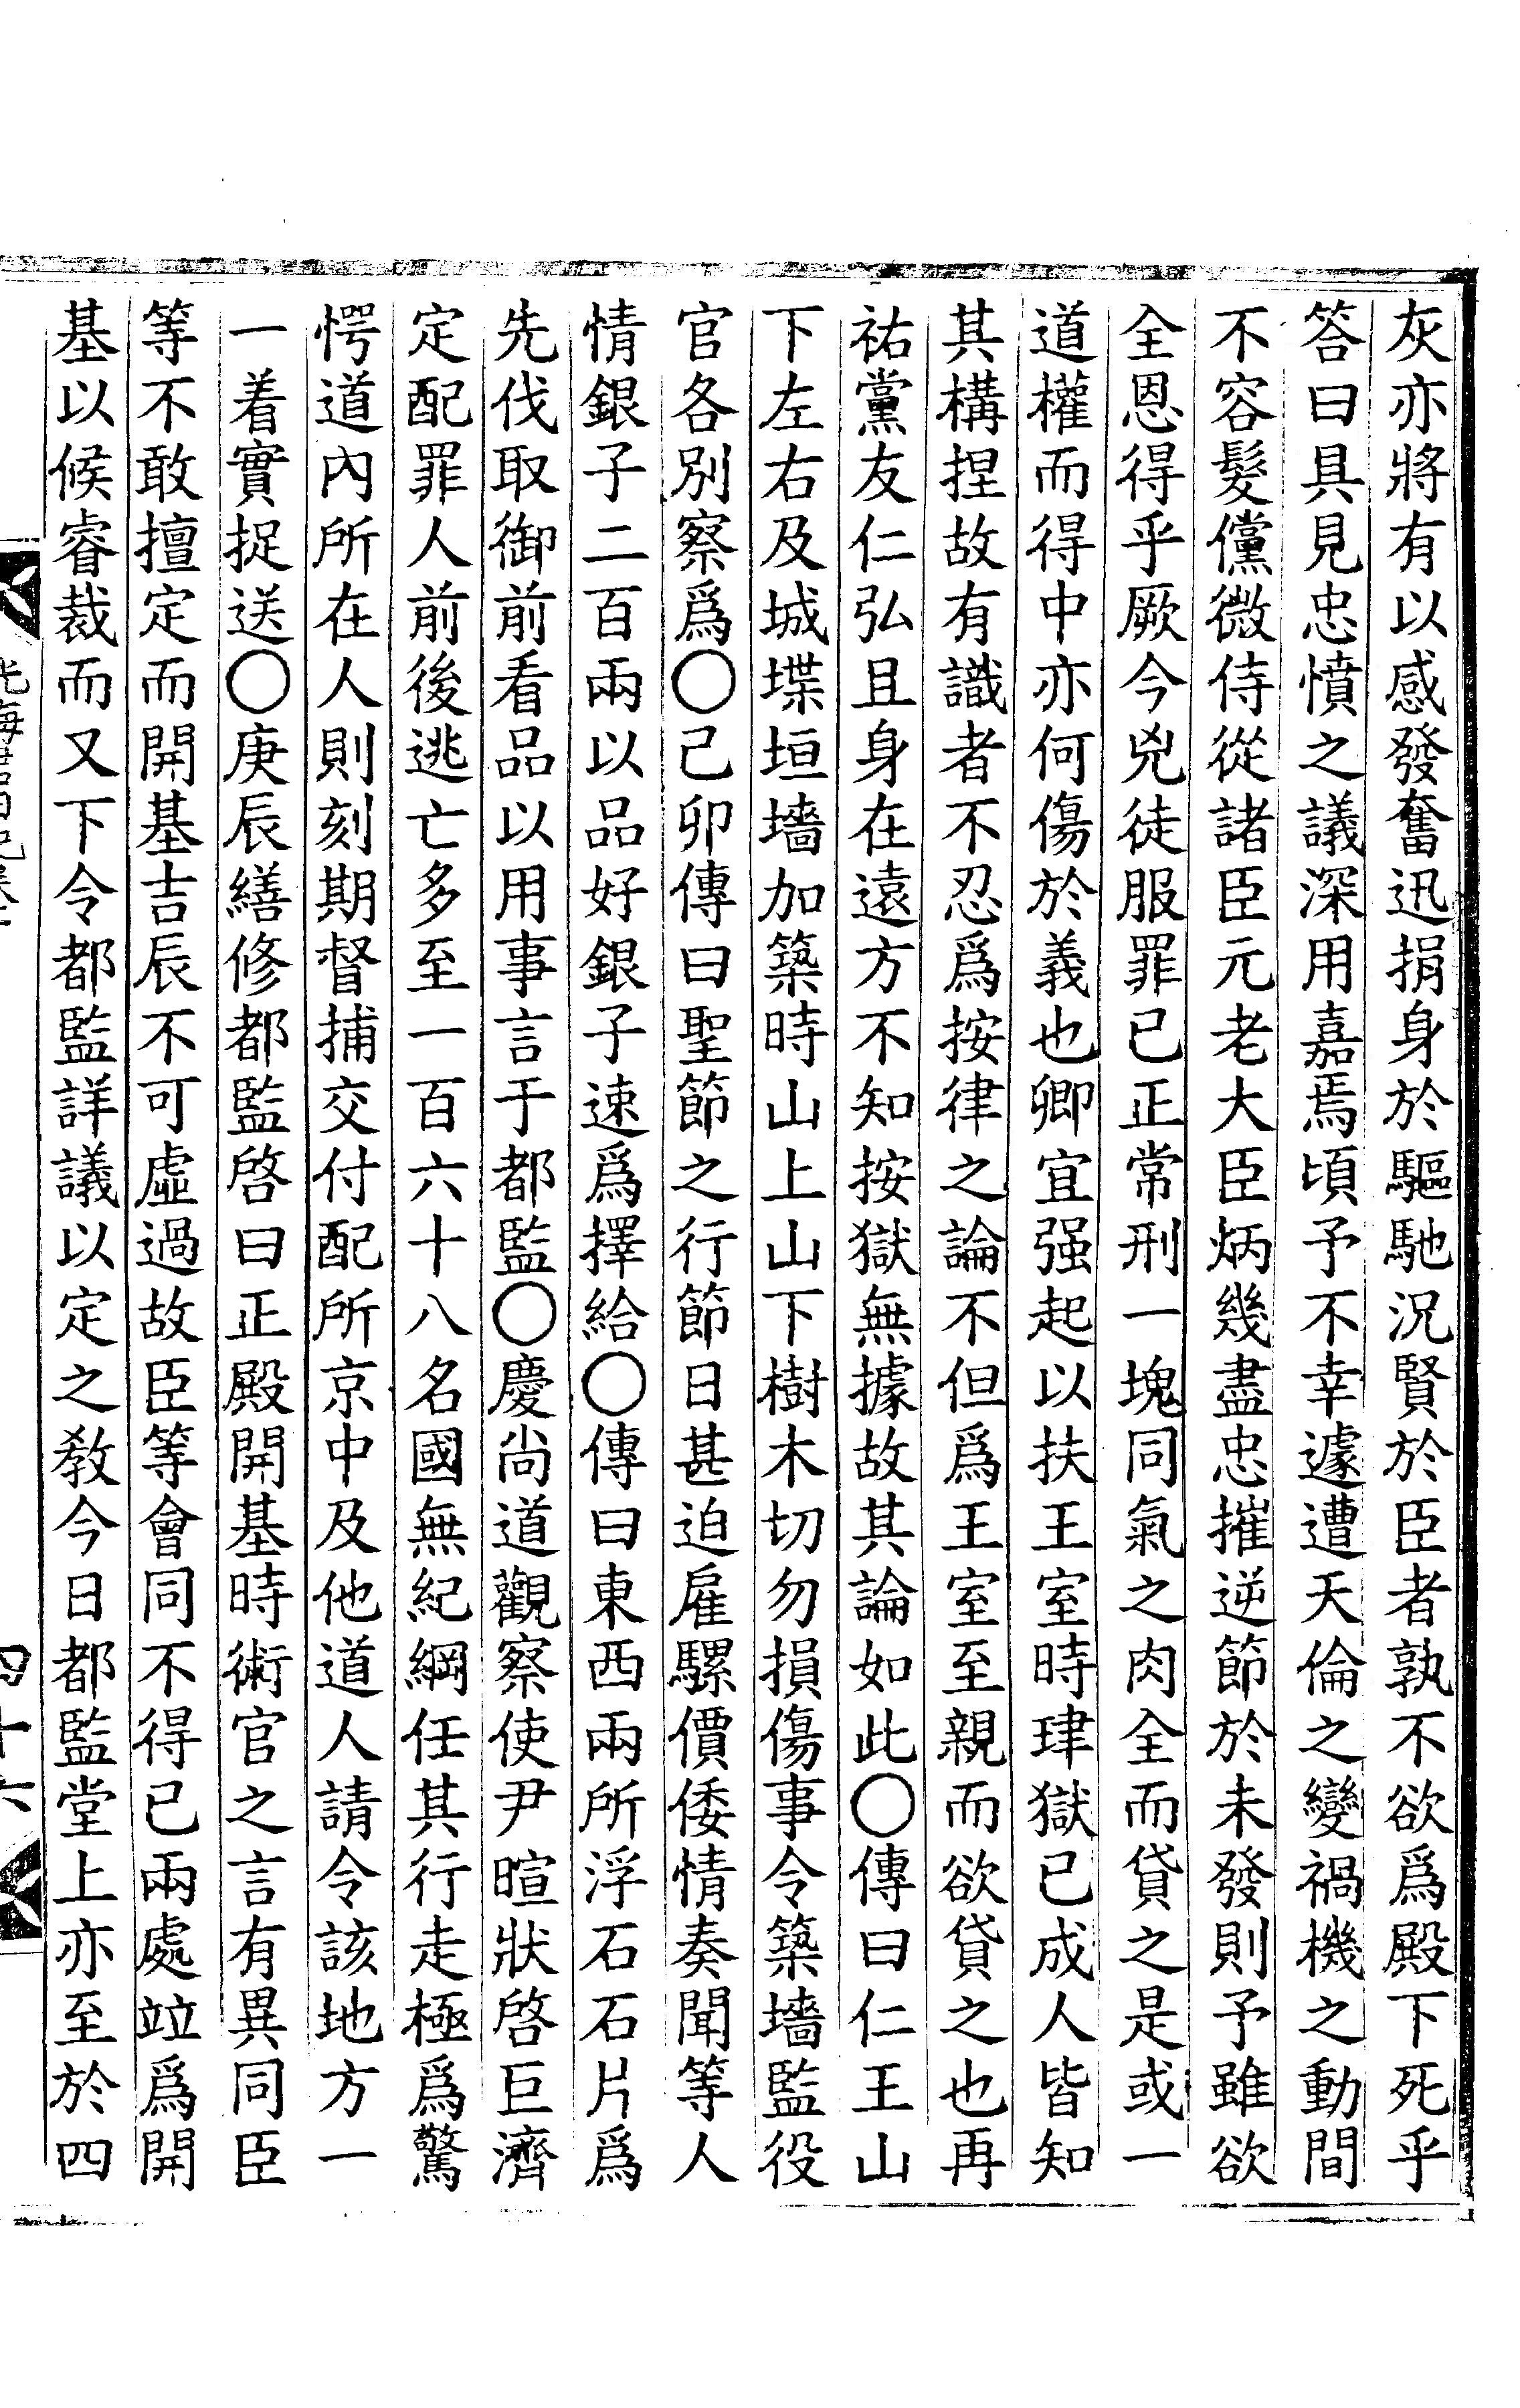 灰亦將有以感發奮迅捐身於驅馳況賢於臣者孰不欲爲殿下死乎
答曰具見忠憤之議深用嘉焉頃予不幸遽遭天倫之變禍機之動間
不容髮儻微侍從諸臣元老大臣炳幾盡忠摧逆節於未發則予雖欲
全恩得乎厥今兇徒服罪已正常刑一塊同氣之肉全而貸之是或一
道權而得中亦何傷於義也卿宜强起以扶王室時肂獄已成人皆知
其構捏故有識者不忍爲按律之論不但爲王室至親而欲貸之也再
祐黨友仁弘且身在遠方不知按獄無據故其論如此〇傳曰仁王山
下左右及城堞垣墻加築時山上山下樹木切勿損傷事令築墻監役
官各別察爲〇己卯傳曰聖節之行節日甚迫雇騾價倭情奏聞等人
情銀子二百兩以品好銀子速爲擇給〇傳曰東西兩所浮石石片爲
先伐取御前看品以用事言于都監〇慶尙道觀察使尹暄狀啓巨濟
定配罪人前後逃亡多至一百六十八名國無紀綱任其行走極爲驚
愕道內所在人則刻期督捕交付配所京中及他道人請令該地方一
一着實捉送〇庚辰繕修都監啓曰正殿開基時術官之言有異同臣
等不敢擅定而開基吉辰不可虛過故臣等會同不得已兩處竝爲開
基以候睿裁而又下令都監詳議以定之敎今日都監堂上亦至於四